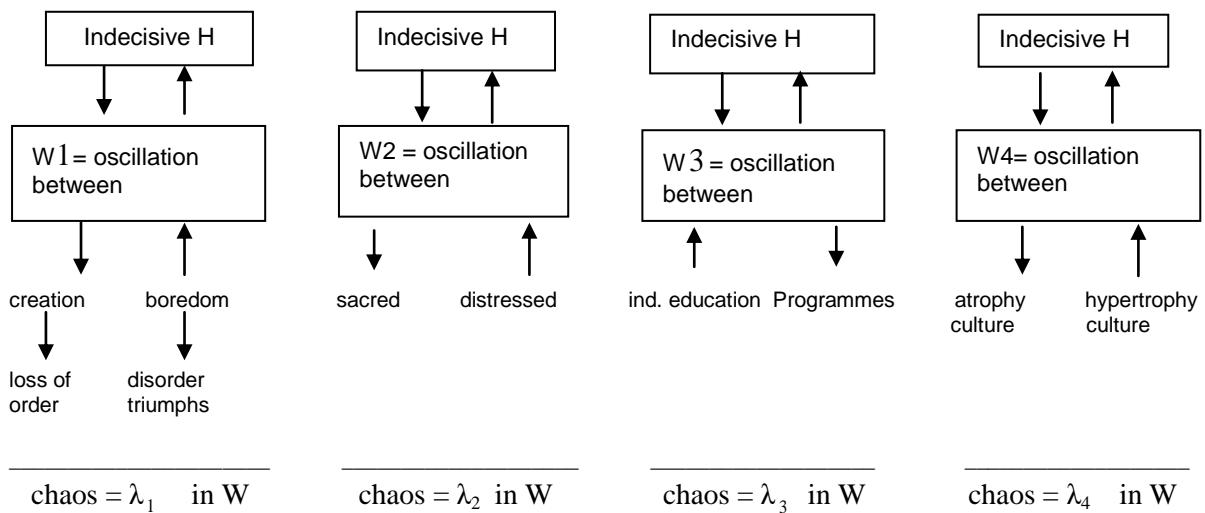 Indecisive H
W1= oscillation
between
creation
boredom
loss of
order
disorder
triumphs
chaos = λ1 in W
Indecisive H
W2 = oscillation
between
sacred
distressed
chaos = λ2 in W
Indecisive H
W3 = oscillation
between
ind. education
Programmes
chaos = λ3 in W
Indecisive H
W4= oscillation
between
atrophy
culture
hypertrophy
culture
chaos = λ4 in W